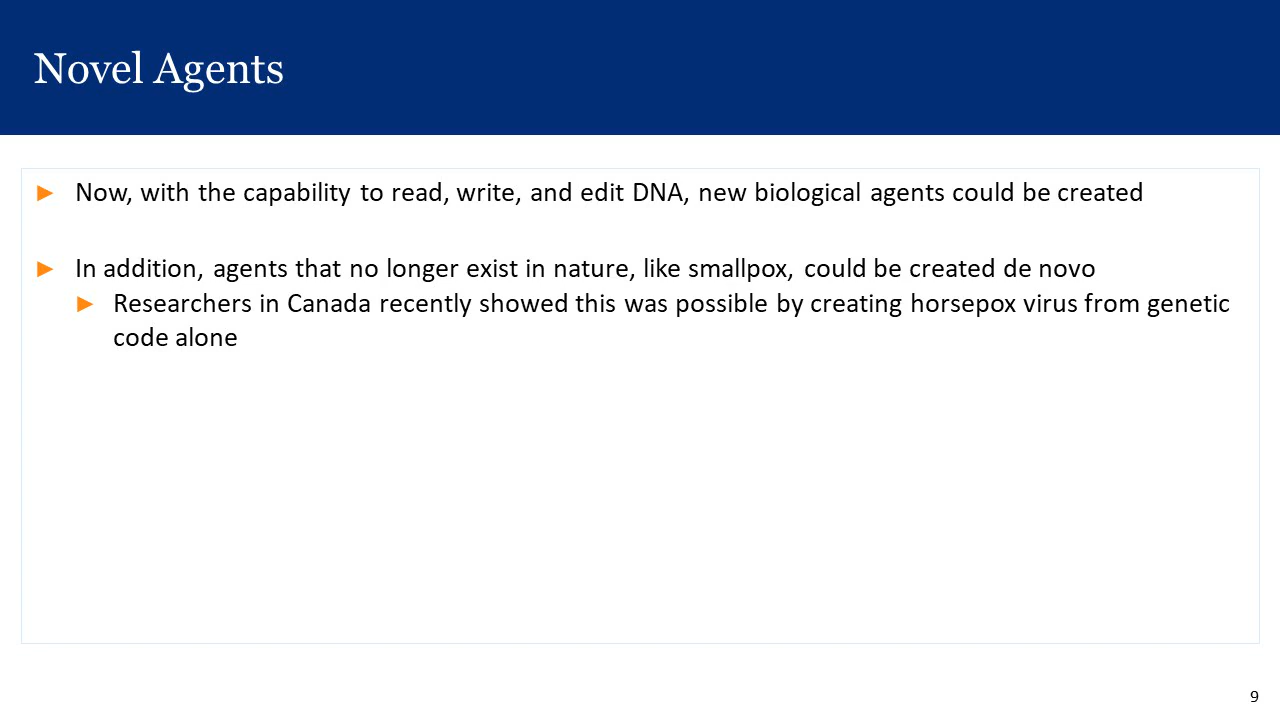 Novel Agents
► Now, with the capability to read, write, and edit DNA, new biological agents could be created
► In addition, agents that no longer exist in nature, like smallpox, could be created de novo
► Researchers in Canada recently showed this was possible by creating horsepox virus from genetic
code alone
9